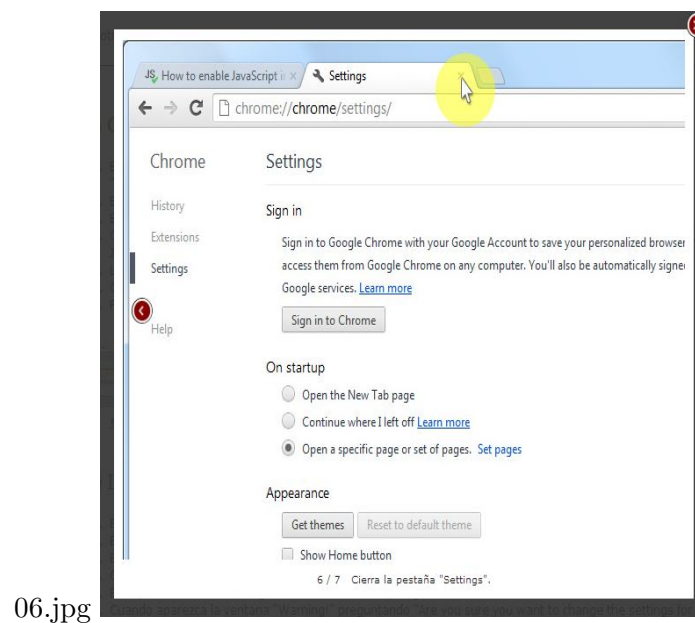 JS How to enable JavaScript i
Settings
chrome://chrome/settings/
Chrome
History
Extensions
Settings
Help
Settings
Sign in
Sign in to Google Chrome with your Google Account to save your personalized browser
access them from Google Chrome on any computer. You'll also be automatically signe
Google services. Learn more
Sign in to Chrome
On startup
Open the New Tab page
Continue where I left off Learn more
Open a specific page or set of pages. Set pages
Appearance
Get themes Reset to default theme
Show Home button
6 / 7 Cierra la pestaña "Settings".
Cuando aparezca la ventana "Warning!" preguntando "Are you sure you want to change the settings
06.jpg